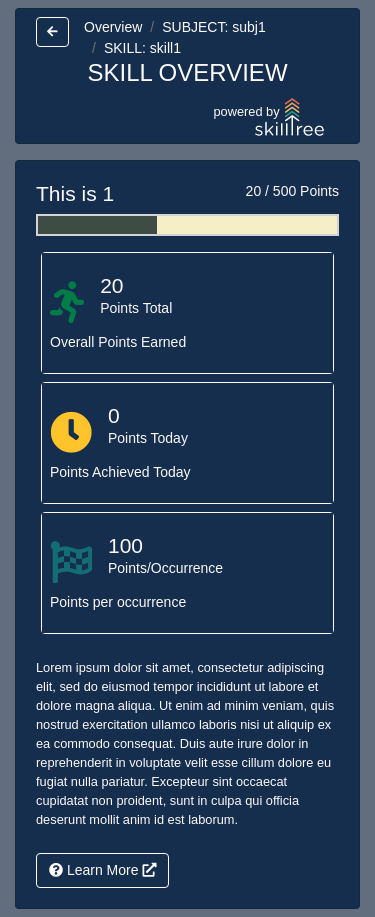 Overview / SUBJECT: subj1
/ SKILL: skill1
SKILL OVERVIEW
powered by
skilltree
This is 1
20 / 500 Points
20
Points Total
Overall Points Earned
0
Points Today
Points Achieved Today
100
Points/Occurrence
Points per occurrence
Lorem ipsum dolor sit amet, consectetur adipiscing
elit, sed do eiusmod tempor incididunt ut labore et
dolore magna aliqua. Ut enim ad minim veniam, quis
nostrud exercitation ullamco laboris nisi ut aliquip ex
ea commodo consequat. Duis aute irure dolor in
reprehenderit in voluptate velit esse cillum dolore eu
fugiat nulla pariatur. Excepteur sint occaecat
cupidatat non proident, sunt in culpa qui officia
deserunt mollit anim id est laborum.
Learn More